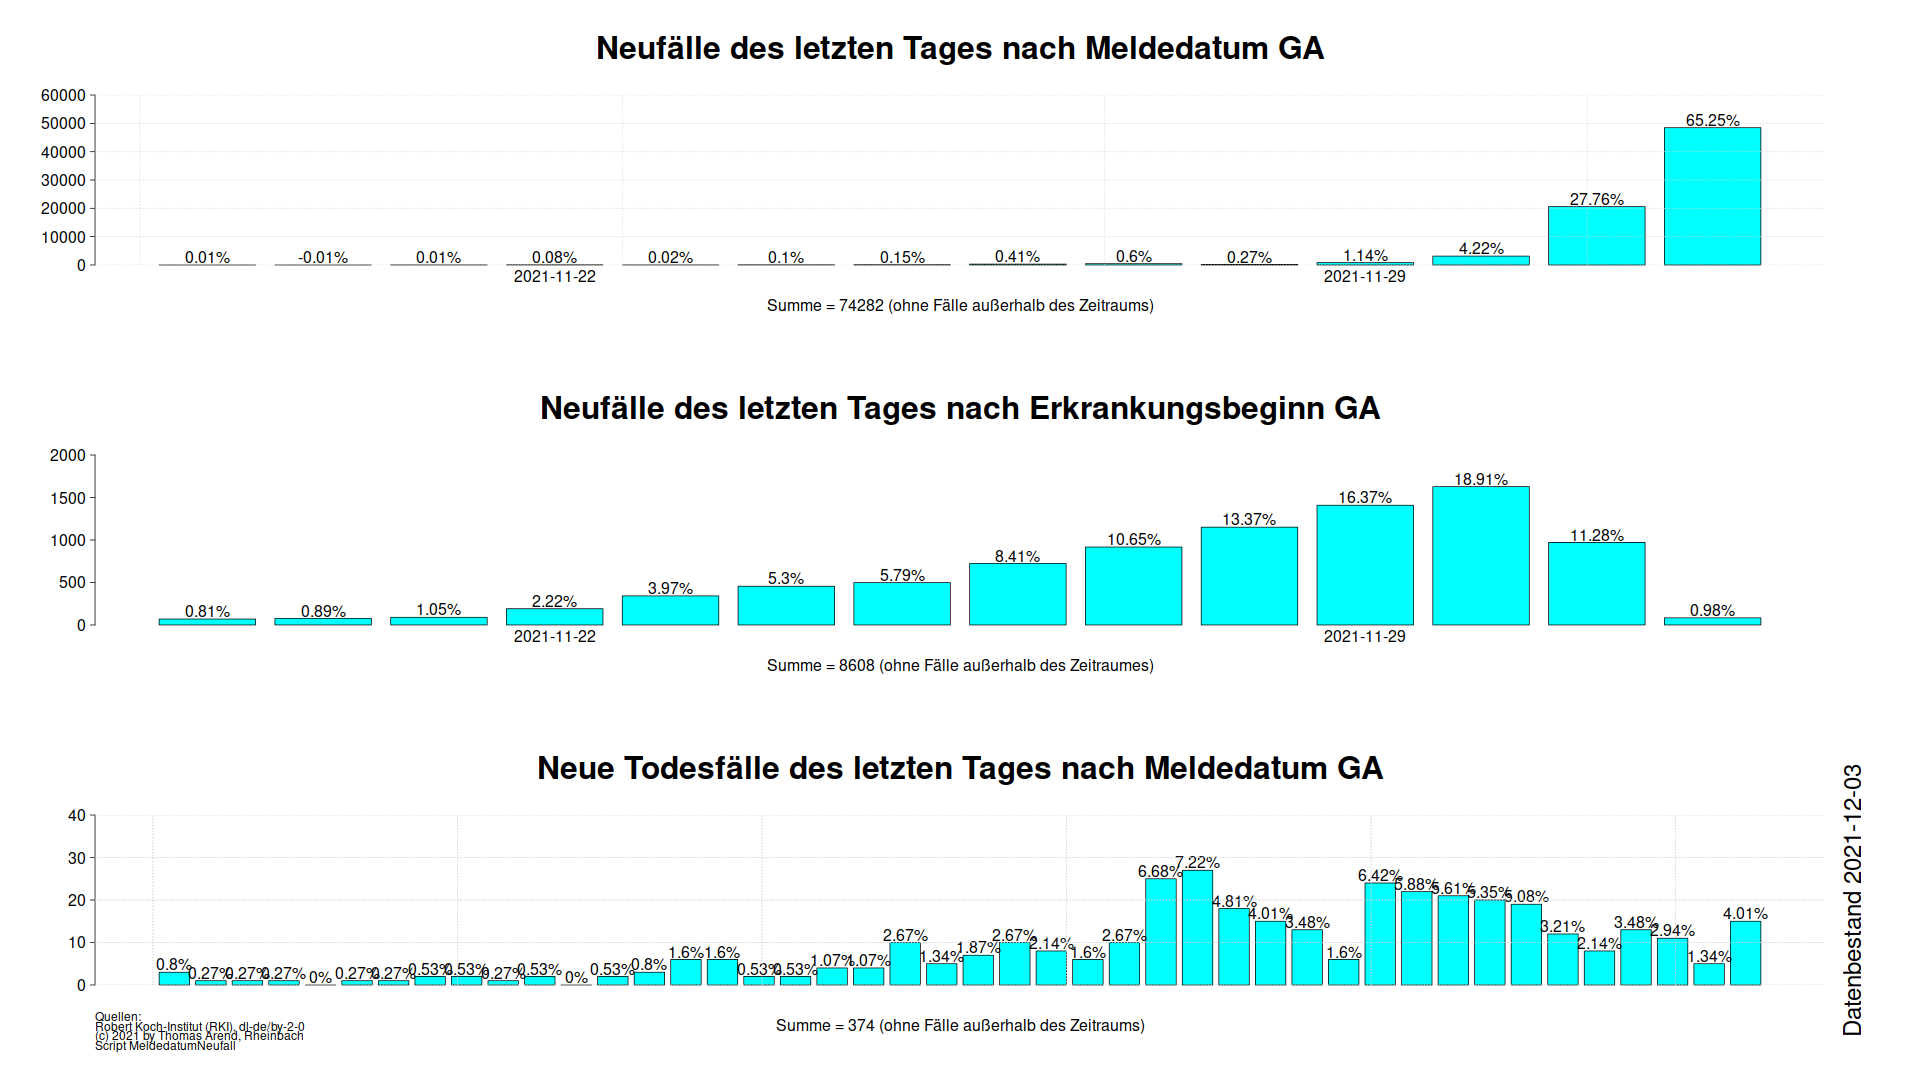 Neufälle des letzten Tages nach Meldedatum GA
60000
50000
40000
30000
20000
10000
0
0.01% -0.01% 0.01% 0.08% 0.02% 0.1% 0.15% 0.41% 0.6% 0.27% 1.14% 4.22% 27.76% 65.25%
2021-11-22 2021-11-29
Summe = 74282 (ohne Fälle außerhalb des Zeitraums)
Neufälle des letzten Tages nach Erkrankungsbeginn GA
2000
1500
1000
500
0
0.81% 0.89% 1.05% 2.22% 3.97% 5.3% 5.79% 8.41% 10.65% 13.37% 16.37% 18.91% 11.28% 0.98%
2021-11-22 2021-11-29
Summe = 8608 (ohne Fälle außerhalb des Zeitraumes)
Neue Todesfälle des letzten Tages nach Meldedatum GA
40
30
20
10
0
0.8% 0.27% 0.27% 0.27% 0% 0.27% 0.27% 0.53% 0.53% 0.27% 0.53% 0% 0.53% 0.8% 1.6% 1.6% 0.53% 0.53% 1.07% 1.07% 2.67% 1.34% 1.87% 2.67% 2.14% 1.6% 2.67% 6.68% 7.22% 4.81% 4.01% 3.48% 1.6% 6.42% 5.88% 5.61% 5.35% 5.08% 3.21% 2.14% 3.48% 2.94% 1.34% 4.01%
Summe = 374 (ohne Fälle außerhalb des Zeitraums)
Quellen:
Robert Koch-Institut (RKI), dl-de/by-2-0
(c) 2021 by Thomas Arend, Rheinbach
Script MeldedatumNeufall
Datenbestand 2021-12-03